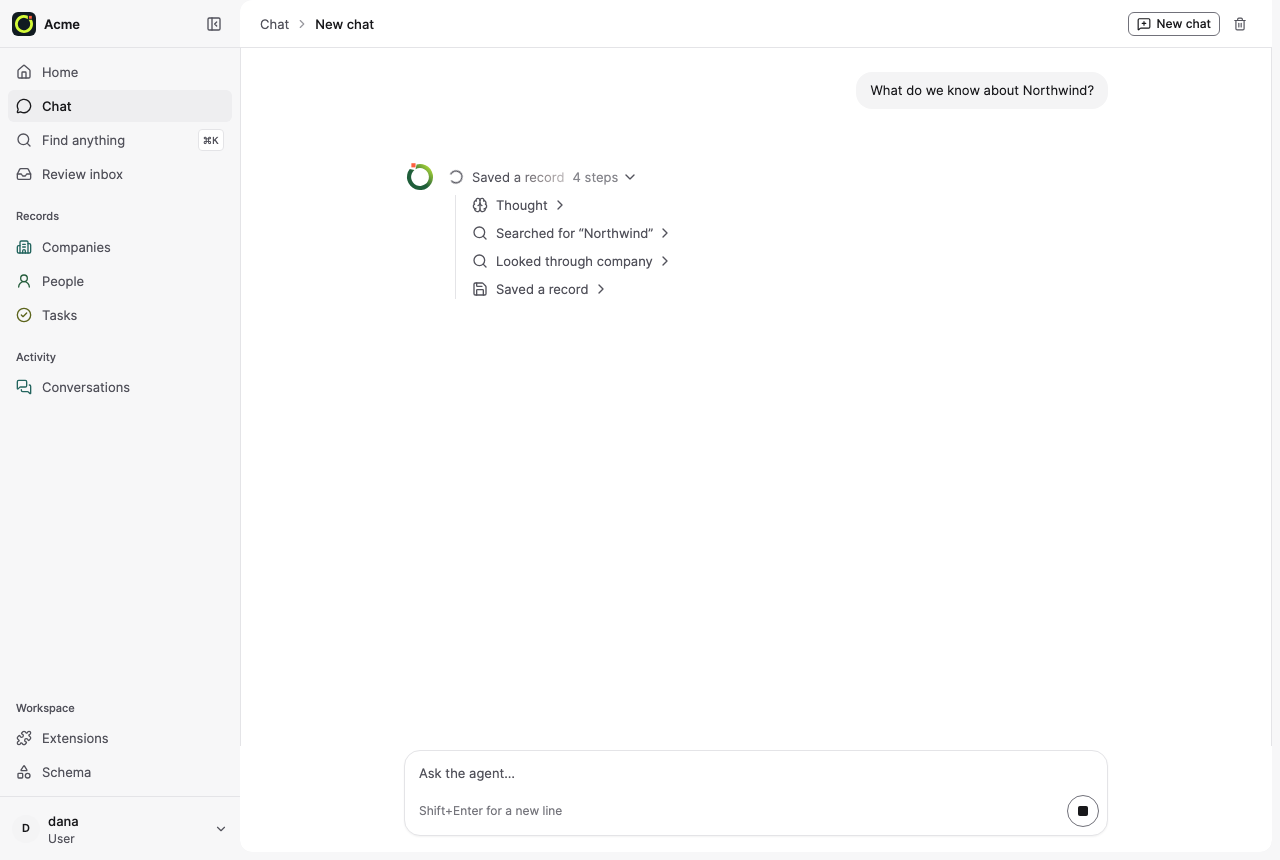 Acme
Chat
New chat
New chat
Home
Chat
Find anything
⌘K
Review inbox
Records
Companies
People
Tasks
Activity
Conversations
What do we know about Northwind?
Saved a record 4 steps
Thought
Searched for “Northwind”
Looked through company
Saved a record
Workspace
Extensions
Schema
D
dana
User
Ask the agent...
Shift+Enter for a new line